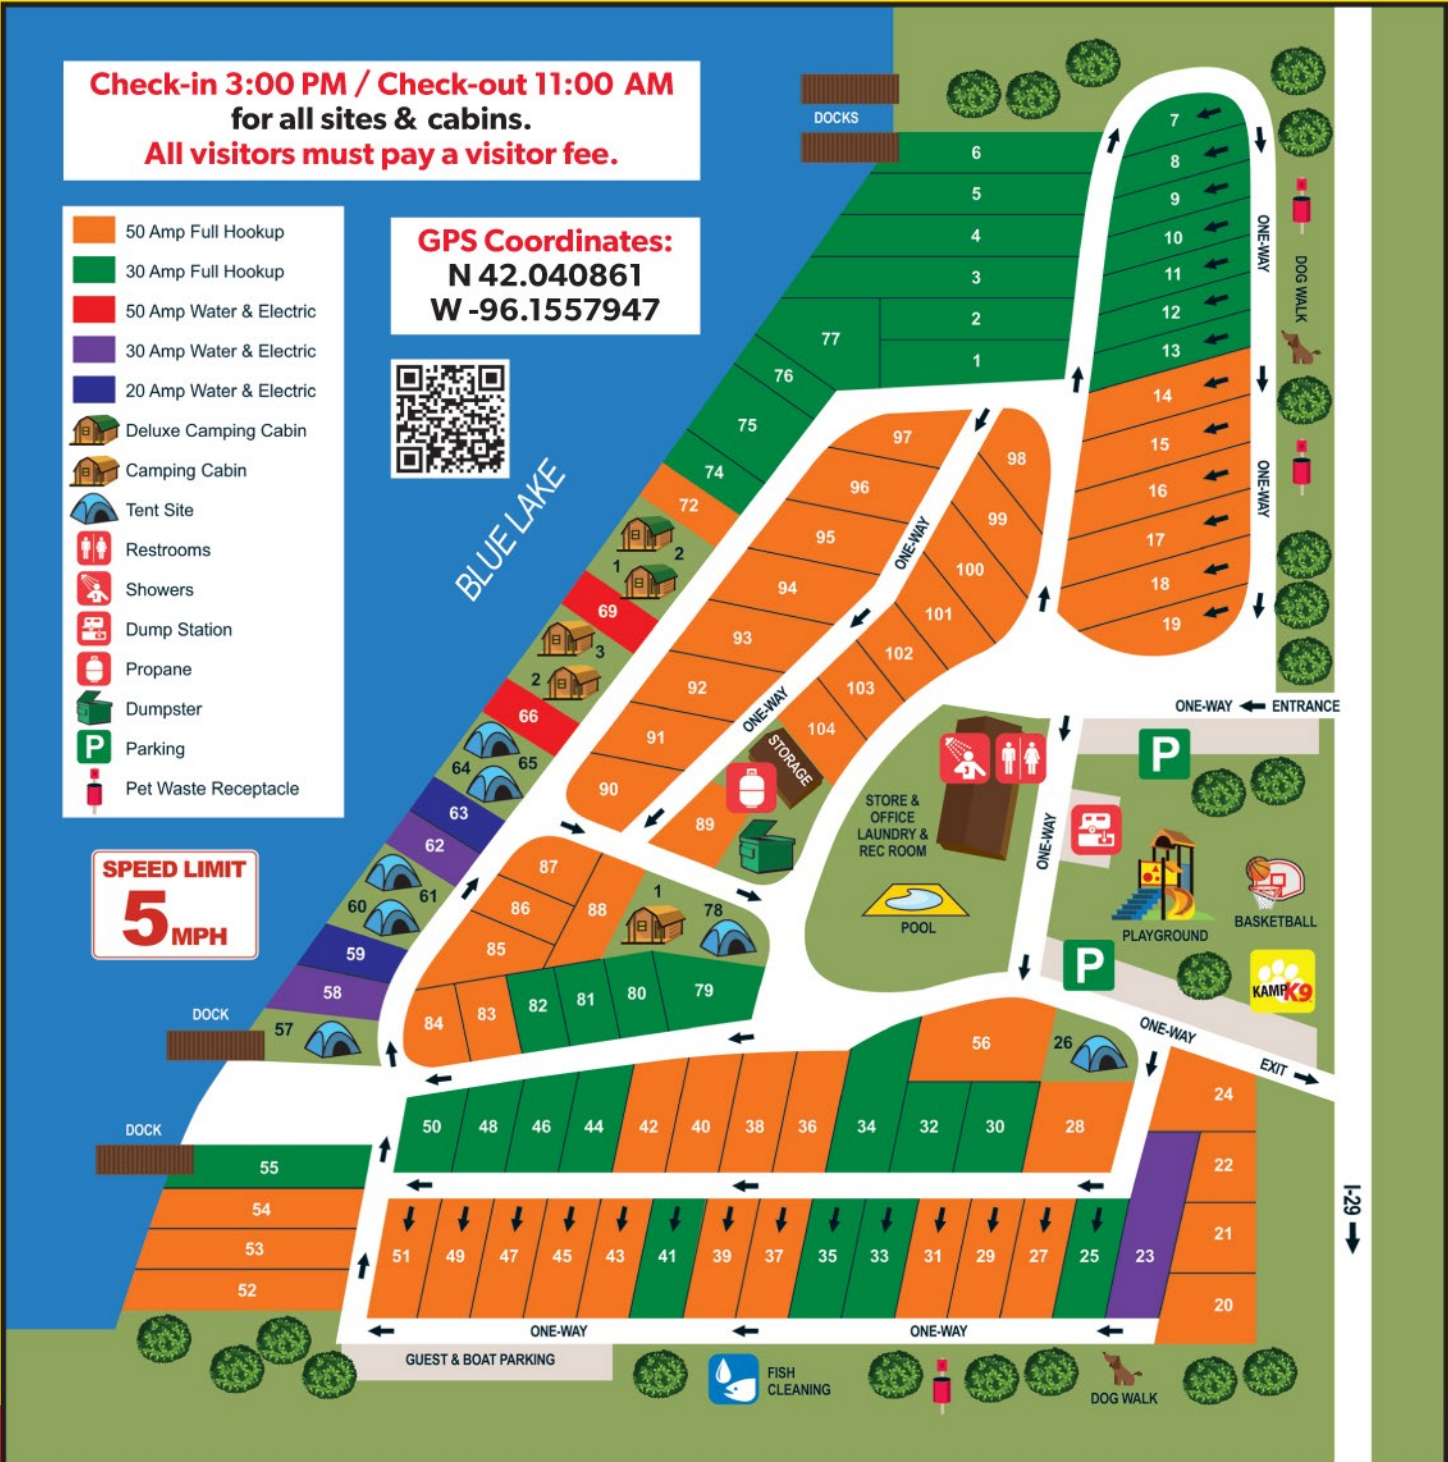 Check-in 3:00 PM / Check-out 11:00 AM
for all sites & cabins.
All visitors must pay a visitor fee.
50 Amp Full Hookup
30 Amp Full Hookup
50 Amp Water & Electric
30 Amp Water & Electric
20 Amp Water & Electric
Deluxe Camping Cabin
Camping Cabin
Tent Site
Restrooms
Showers
Dump Station
Propane
Dumpster
P
Parking
Pet Waste Receptacle
GPS Coordinates:
N 42.040861
W -96.1557947
SPEED LIMIT
5 MPH
BLUE LAKE
DOCKS
6
5
4
3
2
1
77
76
75
74
72
2
1
69
3
2
66
65
64
63
62
61
60
59
58
57
DOCK
DOCK
7
8
9
10
11
12
13
14
15
16
17
18
19
ONE-WAY
ONE-WAY
DOG WALK
97
96
95
94
93
92
91
90
98
99
100
101
102
103
104
ONE-WAY
ONE-WAY
STORAGE
89
ONE-WAY
ENTRANCE
P
STORE &
OFFICE
LAUNDRY &
REC ROOM
POOL
ONE-WAY
PLAYGROUND
BASKETBALL
P
KAMP K9
ONE-WAY
EXIT
I-29
87
86
85
88
1
78
84
83
82
81
80
79
56
26
50
48
46
44
42
40
38
36
34
32
30
28
24
22
21
20
23
55
54
53
52
51
49
47
45
43
41
39
37
35
33
31
29
27
25
ONE-WAY
ONE-WAY
GUEST & BOAT PARKING
FISH
CLEANING
DOG WALK